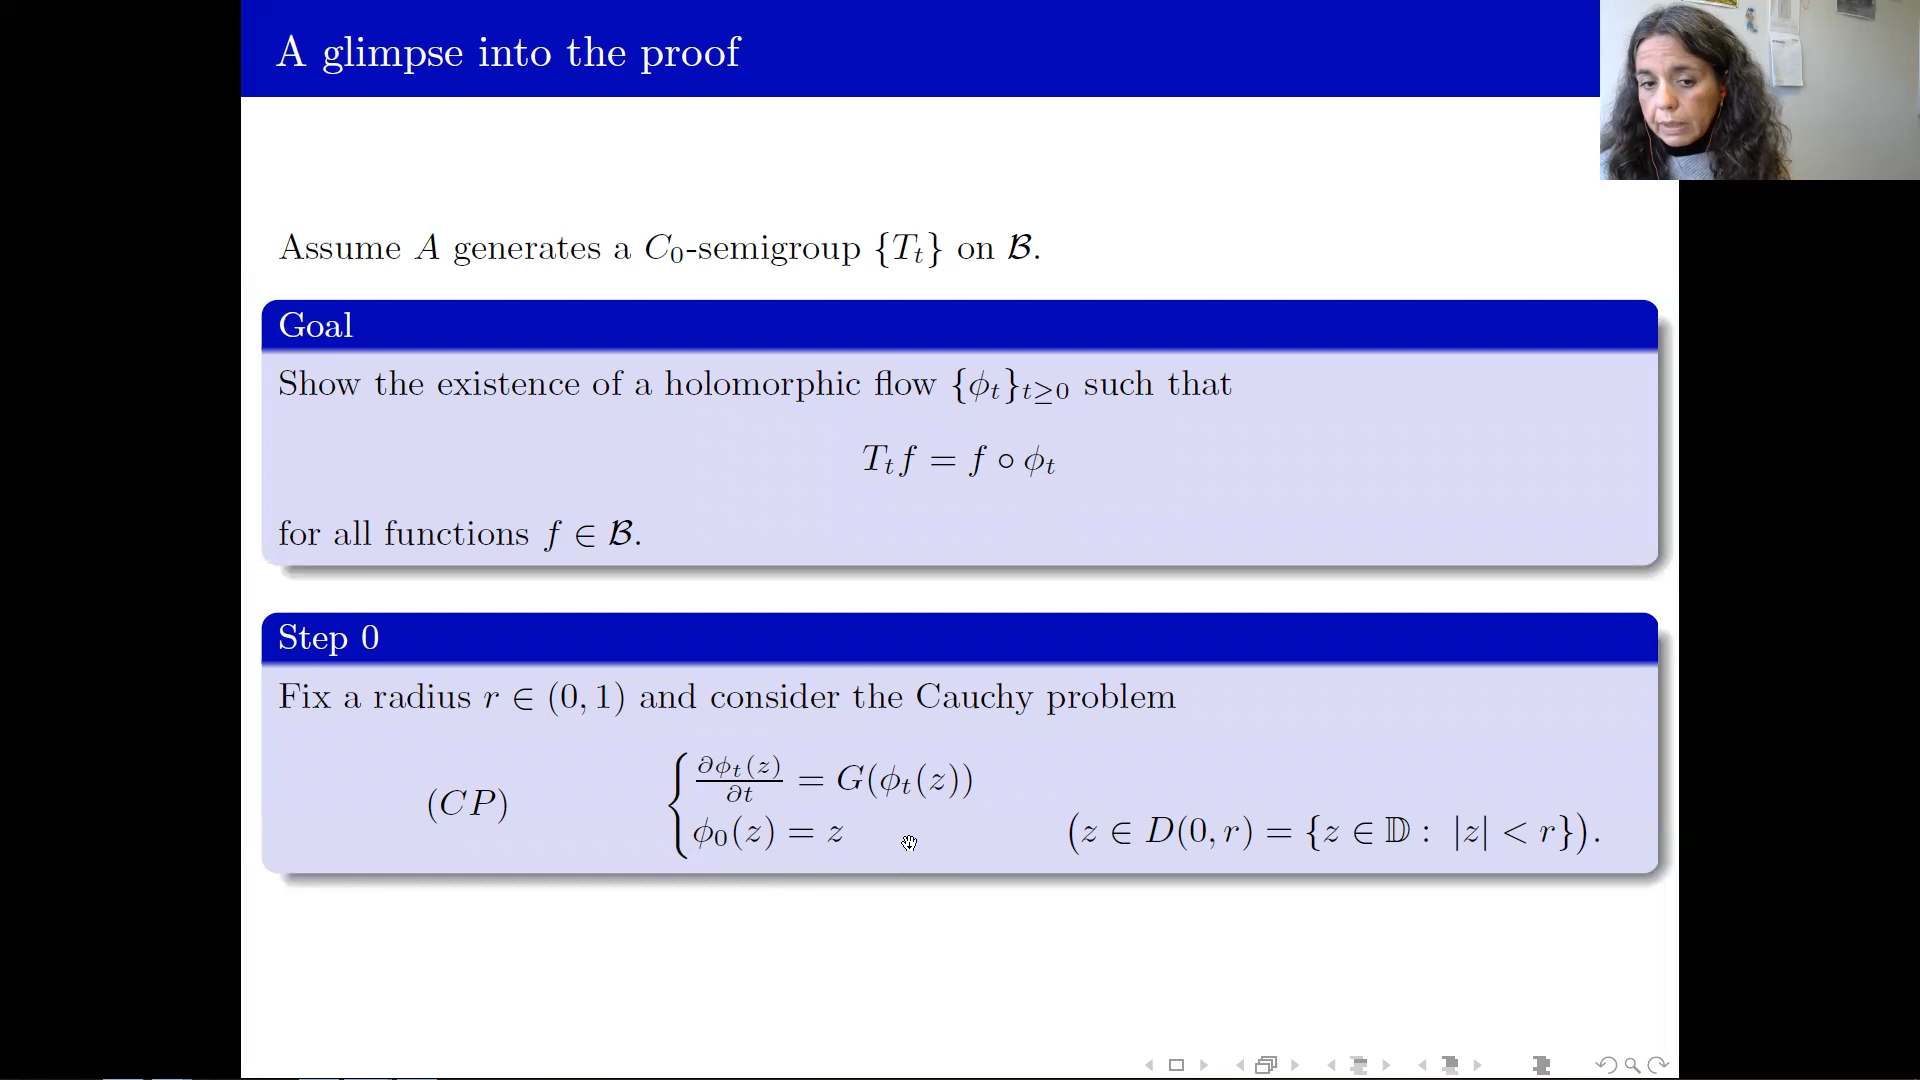 A glimpse into the proof
Assume A generates a C₀-semigroup {Tₜ} on ℬ.
Goal
Show the existence of a holomorphic flow {ϕₜ}ₜ≥₀ such that
Tₜf = f ∘ ϕₜ
for all functions f ∈ ℬ.
Step 0
Fix a radius r ∈ (0, 1) and consider the Cauchy problem
(CP) { ∂ϕₜ(z)/∂t = G(ϕₜ(z))
ϕ₀(z) = z (z ∈ D(0, r) = {z ∈ 𝔻 : |z| < r}).